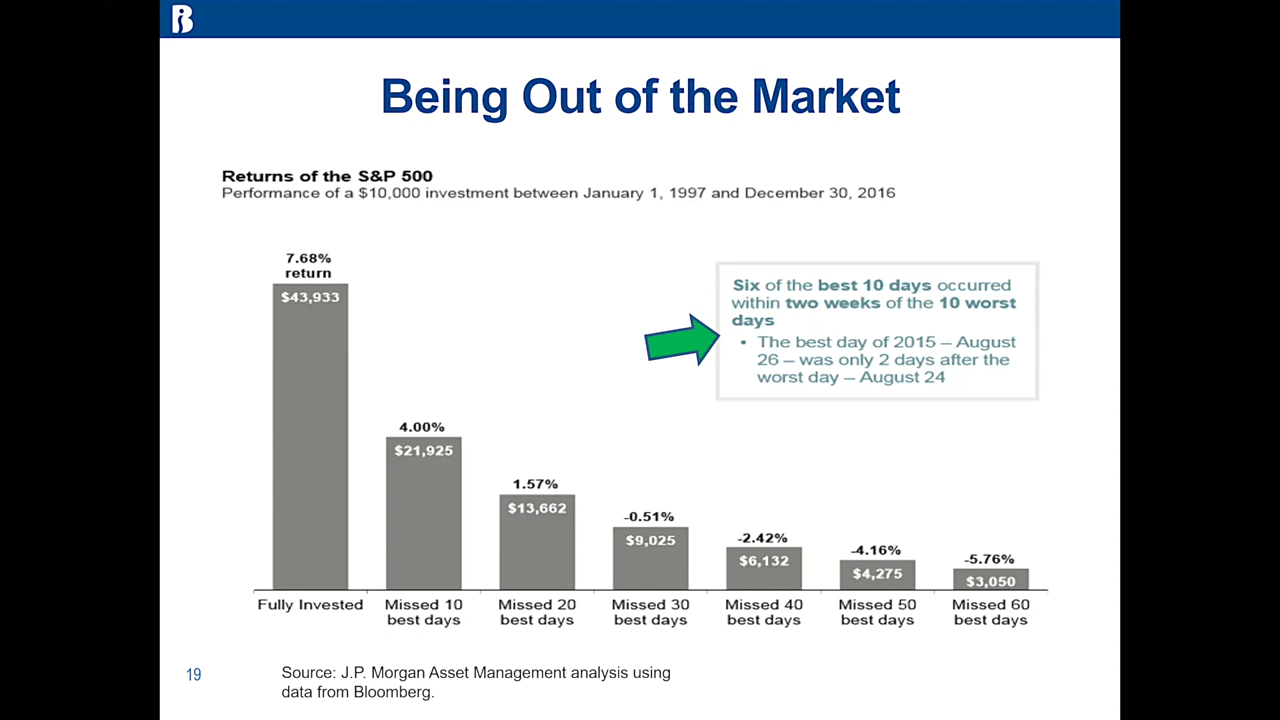 B
Being Out of the Market
Returns of the S&P 500
Performance of a $10,000 investment between January 1, 1997 and December 30, 2016
7.68%
return
$43,933
4.00%
$21,925
1.57%
$13,662
-0.51%
$9,025
-2.42%
$6,132
-4.16%
$4,275
-5.76%
$3,050
Six of the best 10 days occurred
within two weeks of the 10 worst
days
• The best day of 2015 – August
26 – was only 2 days after the
worst day – August 24
Fully Invested
Missed 10
best days
Missed 20
best days
Missed 30
best days
Missed 40
best days
Missed 50
best days
Missed 60
best days
19
Source: J.P. Morgan Asset Management analysis using
data from Bloomberg.